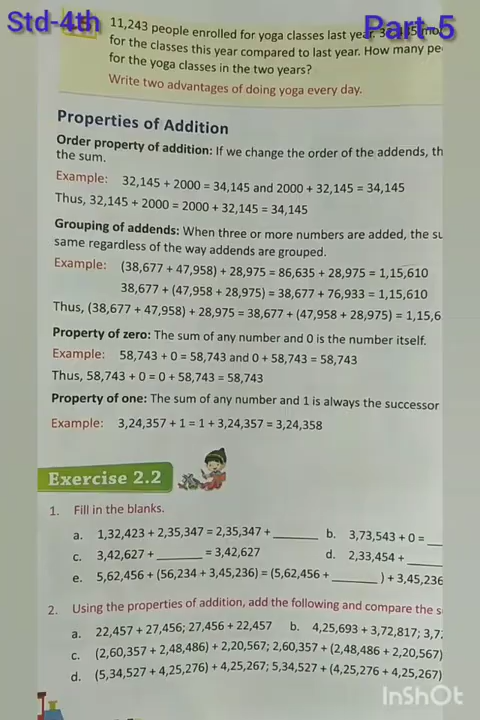 Std-4th
Part-5
11,243 people enrolled for yoga classes last year.
for the classes this year compared to last year. How many
for the yoga classes in the two years?
Write two advantages of doing yoga every day.
Properties of Addition
Order property of addition: If we change the order of the addends,
the sum.
Example: 32,145 + 2000 = 34,145 and 2000 + 32,145 = 34,145
Thus, 32,145 + 2000 = 2000 + 32,145 = 34,145
Grouping of addends: When three or more numbers are added, the
same regardless of the way addends are grouped.
Example: (38,677 + 47,958) + 28,975 = 86,635 + 28,975 = 1,15,610
38,677 + (47,958 + 28,975) = 38,677 + 76,933 = 1,15,610
Thus, (38,677 + 47,958) + 28,975 = 38,677 + (47,958 + 28,975) = 1,15,6
Property of zero: The sum of any number and 0 is the number itself.
Example: 58,743 + 0 = 58,743 and 0 + 58,743 = 58,743
Thus, 58,743 + 0 = 0 + 58,743 = 58,743
Property of one: The sum of any number and 1 is always the successor
Example: 3,24,357 + 1 = 1 + 3,24,357 = 3,24,358
Exercise 2.2
1. Fill in the blanks.
a. 1,32,423 + 2,35,347 = 2,35,347 + ______ b. 3,73,543 + 0 = __
c. 3,42,627 + ______ = 3,42,627 d. 2,33,454 + ____
e. 5,62,456 + (56,234 + 3,45,236) = (5,62,456 + ______ ) + 3,45,236
2. Using the properties of addition, add the following and compare the
a. 22,457 + 27,456; 27,456 + 22,457 b. 4,25,693 + 3,72,817; 3,7
c. (2,60,357 + 2,48,486) + 2,20,567; 2,60,357 + (2,48,486 + 2,20,567)
d. (5,34,527 + 4,25,276) + 4,25,267; 5,34,527 + (4,25,276 + 4,25,267)
InShOt